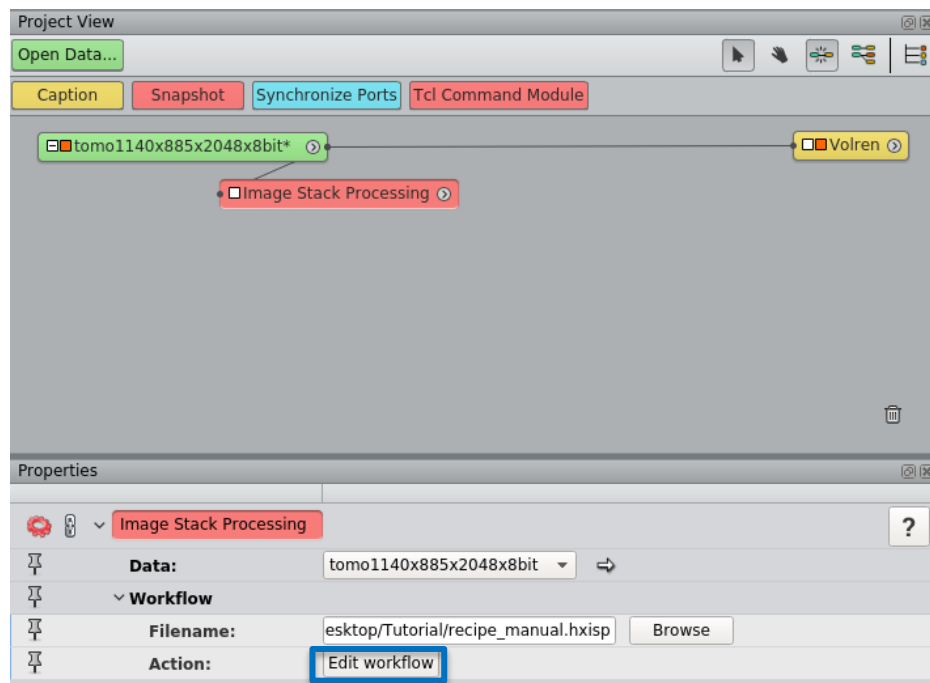 Project View
Open Data...
Caption Snapshot Synchronize Ports Tcl Command Module
tomo1140x885x2048x8bit* Volren
Image Stack Processing
Properties
Image Stack Processing ?
Data: tomo1140x885x2048x8bit
Workflow
Filename: esktop/Tutorial/recipe_manual.hxisp Browse
Action: Edit workflow